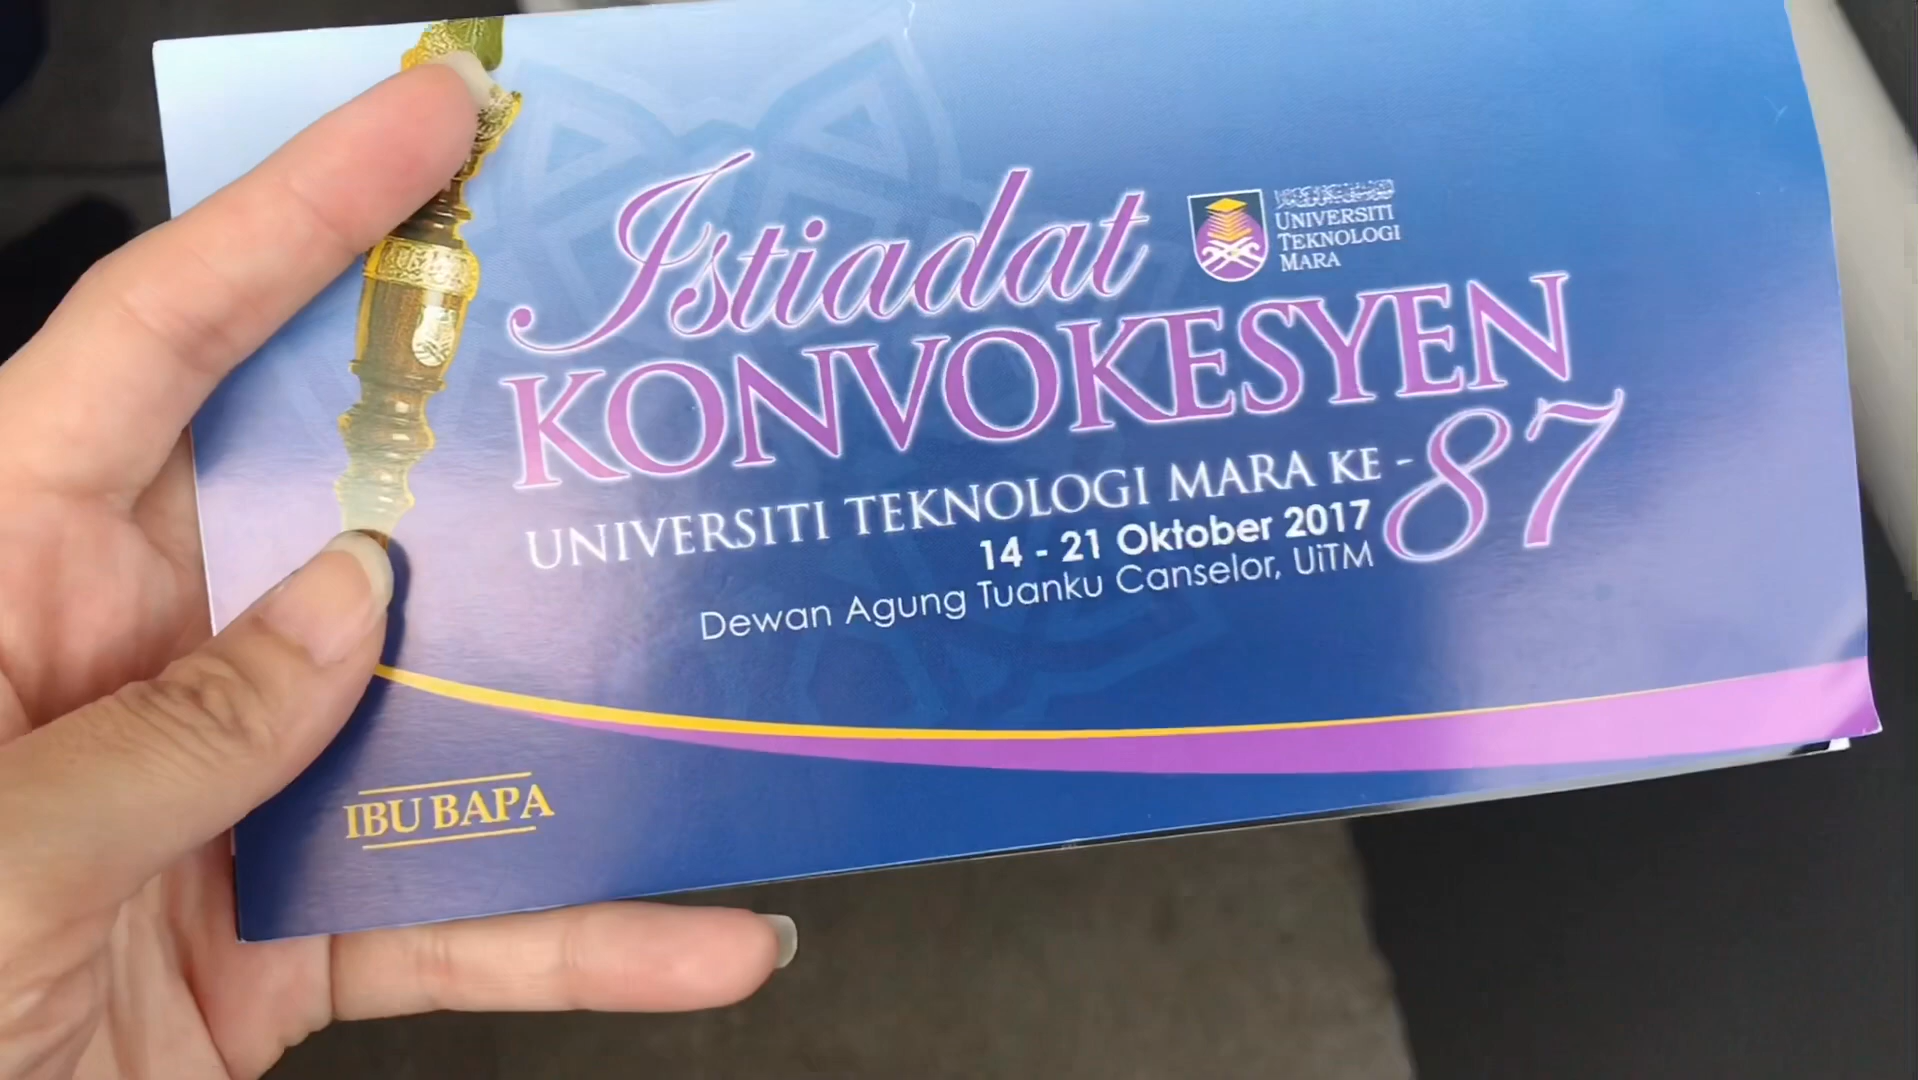 Istiadat
UNIVERSITI
TEKNOLOGI
MARA
KONVOKESYEN
UNIVERSITI TEKNOLOGI MARA KE - 87
14 - 21 Oktober 2017
Dewan Agung Tuanku Canselor, UiTM
IBU BAPA